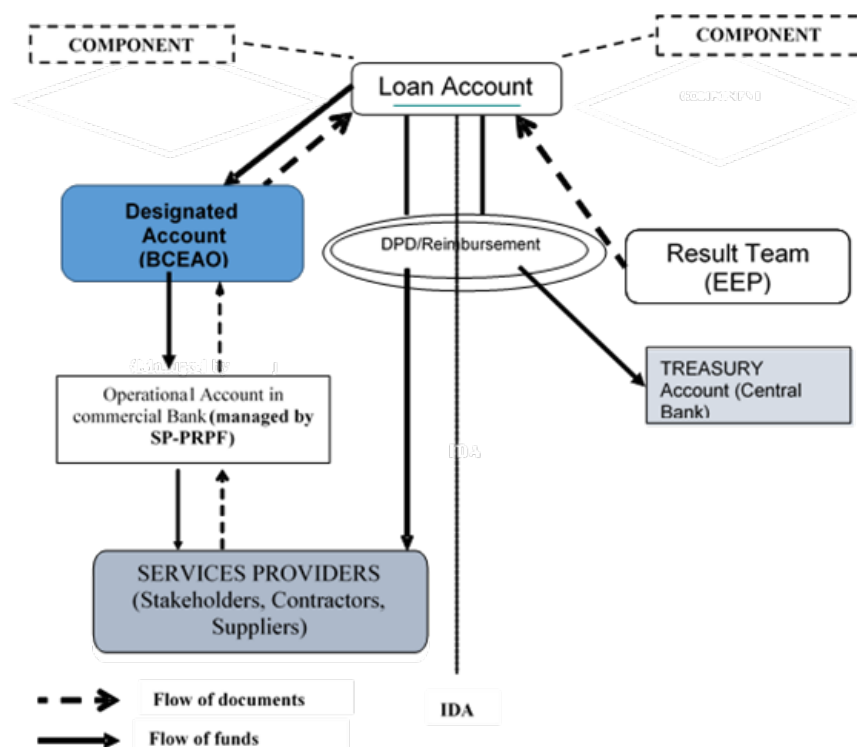 COMPONENT
COMPONENT
Loan Account
Designated
Account
(BCEAO)
DPD/Reimbursement
Result Team
(EEP)
TREASURY
Account (Central
Bank)
Operational Account in
commercial Bank(managed by
SP-PRPF)
IDA
SERVICES PROVIDERS
(Stakeholders, Contractors,
Suppliers)
Flow of documents
IDA
Flow of funds